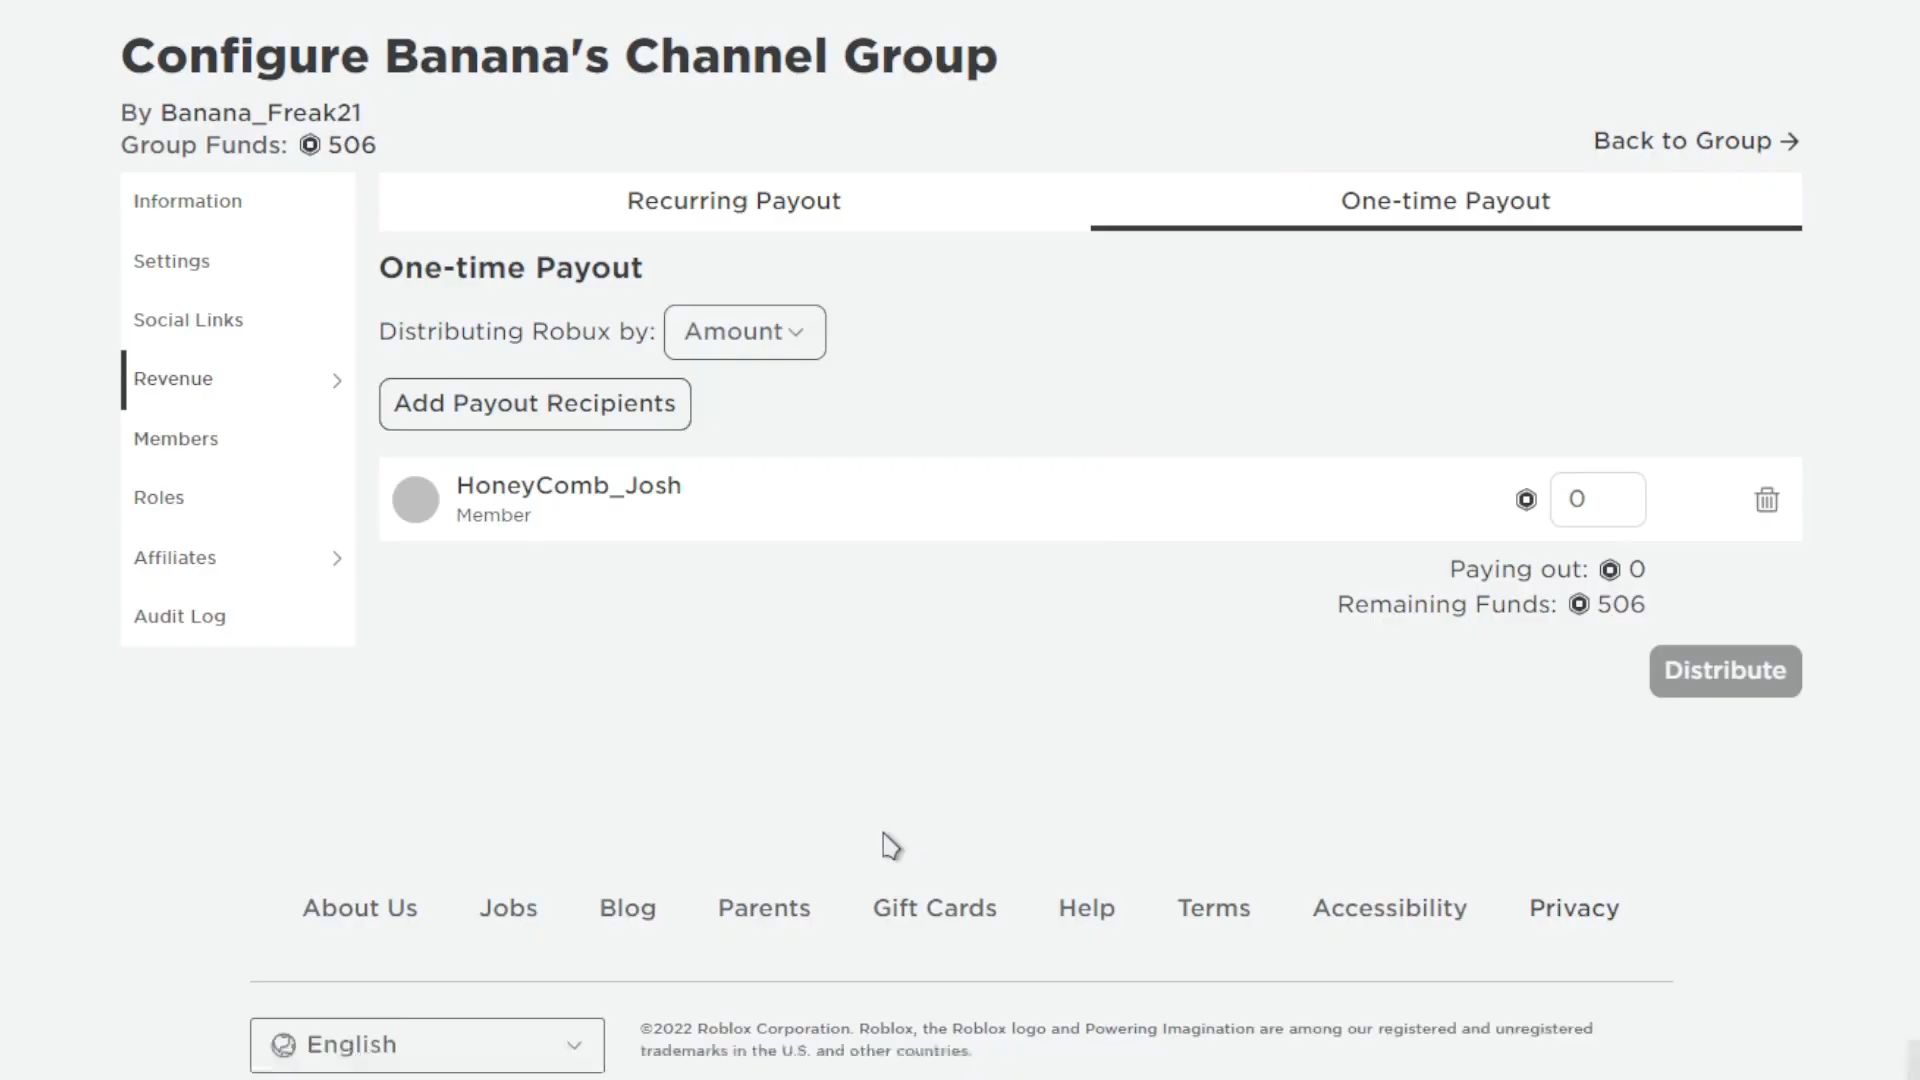 Configure Banana's Channel Group
By Banana_Freak21
Group Funds: 506
Back to Group
Information
Settings
Social Links
Revenue
Members
Roles
Affiliates
Audit Log
Recurring Payout
One-time Payout
One-time Payout
Distributing Robux by: Amount
Add Payout Recipients
HoneyComb_Josh
Member
0
Paying out: 0
Remaining Funds: 506
Distribute
About Us Jobs Blog Parents Gift Cards Help Terms Accessibility Privacy
English
©2022 Roblox Corporation. Roblox, the Roblox logo and Powering Imagination are among our registered and unregistered
trademarks in the U.S. and other countries.